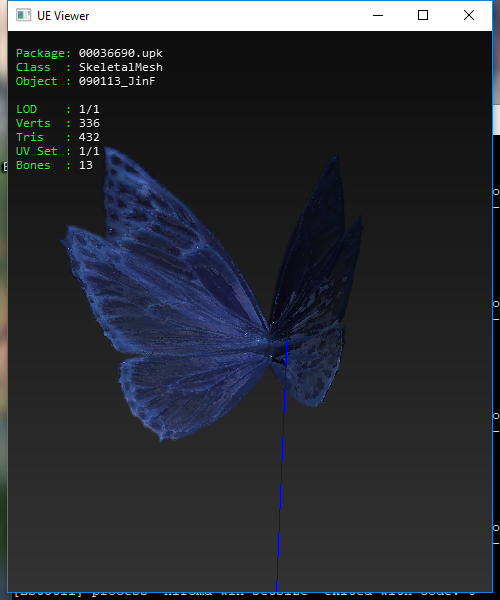 UE Viewer
Package: 00036690.upk
Class : SkeletalMesh
Object : 090113_JinF
LOD : 1/1
Verts : 336
Tris : 432
UV Set : 1/1
Bones : 13